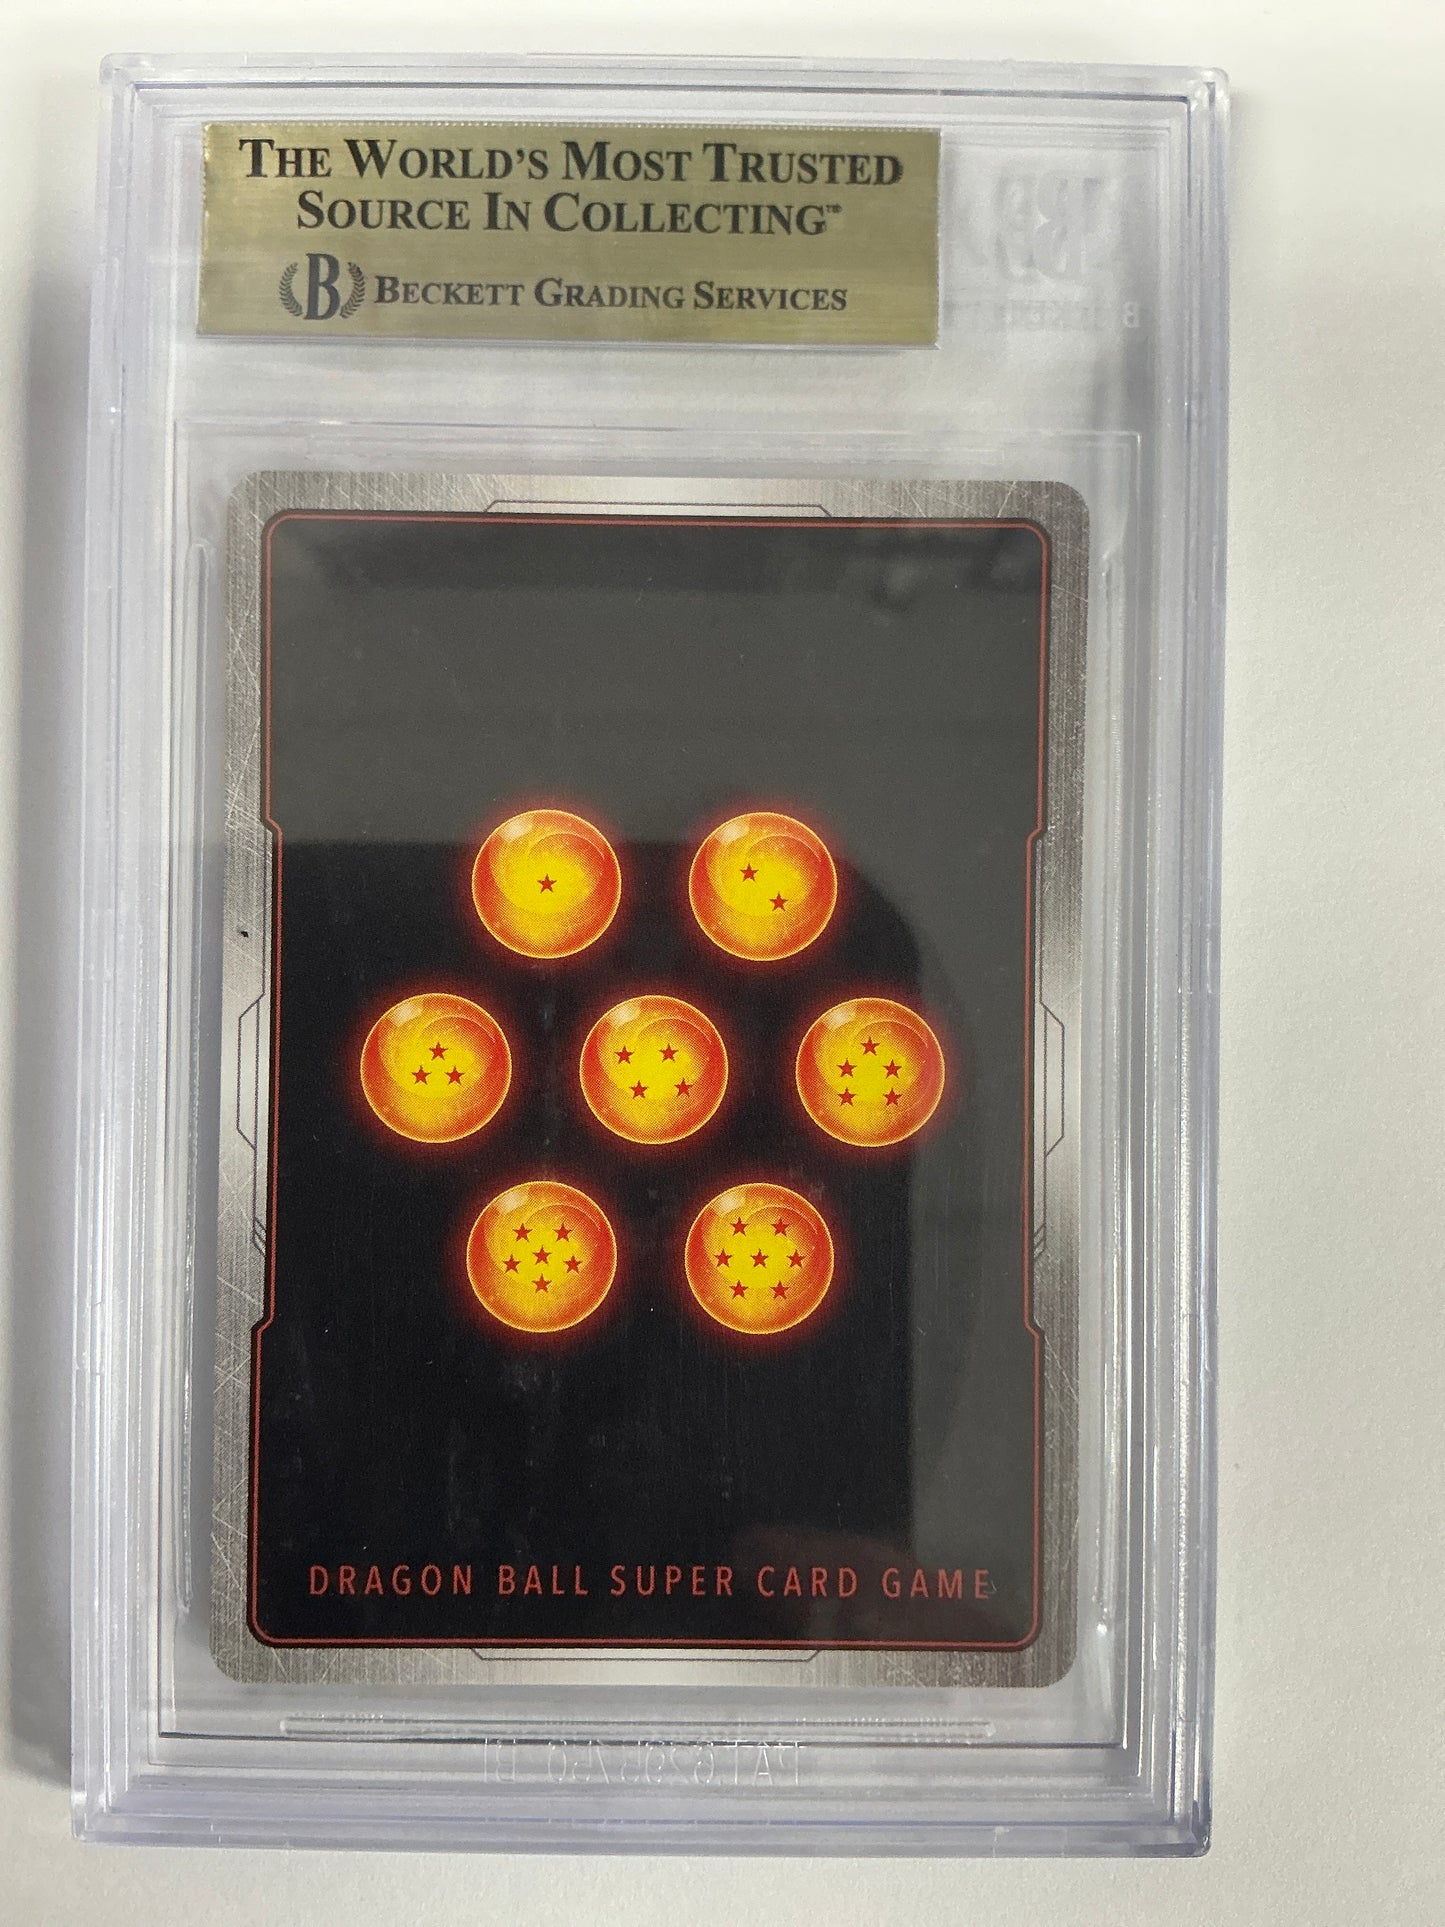 THE WORLD'S MOST TRUSTED
SOURCE IN COLLECTING™
B BECKETT GRADING SERVICES
DRAGON BALL SUPER CARD GAME